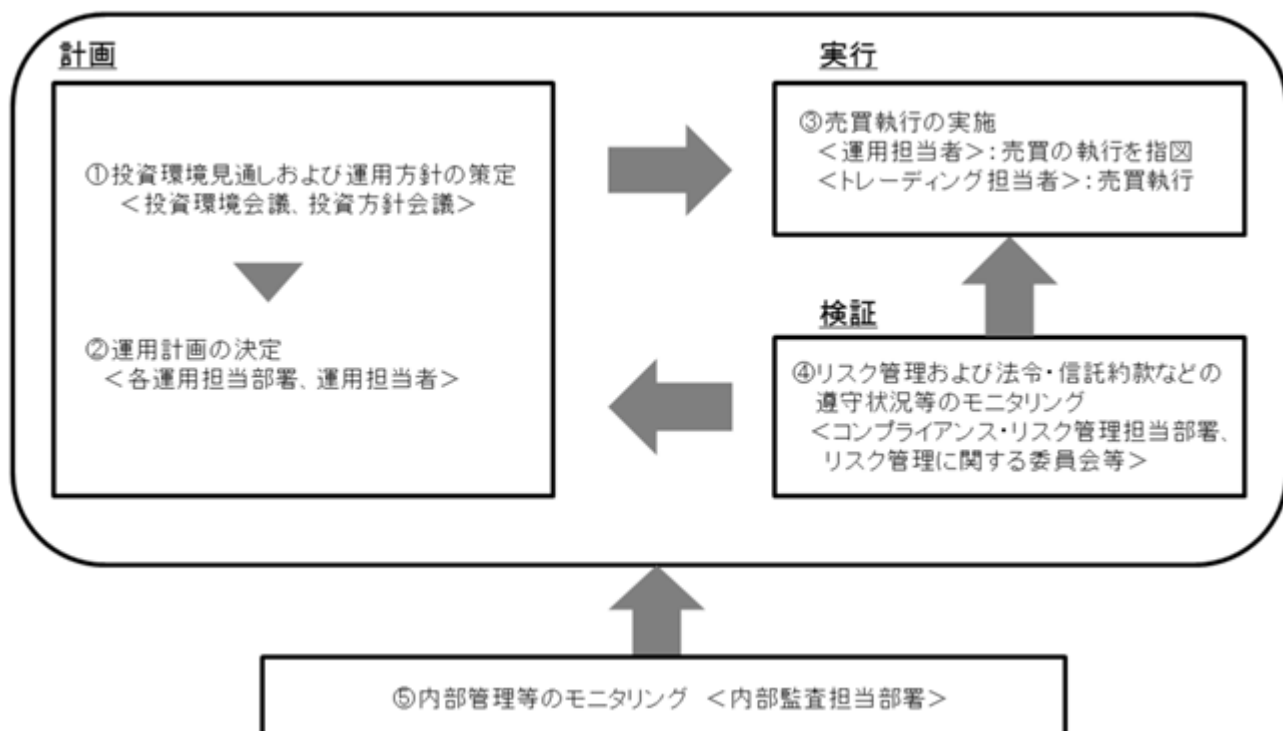 計画
①投資環境見通しおよび運用方針の策定
<投資環境会議、投資方針会議>
②運用計画の決定
<各運用担当部署、運用担当者>
実行
③売買執行の実施
<運用担当者>:売買の執行を指図
<トレーディング担当者>:売買執行
検証
④リスク管理および法令・信託約款などの
遵守状況等のモニタリング
<コンプライアンス・リスク管理担当部署、
リスク管理に関する委員会等>
⑤内部管理等のモニタリング <内部監査担当部署>